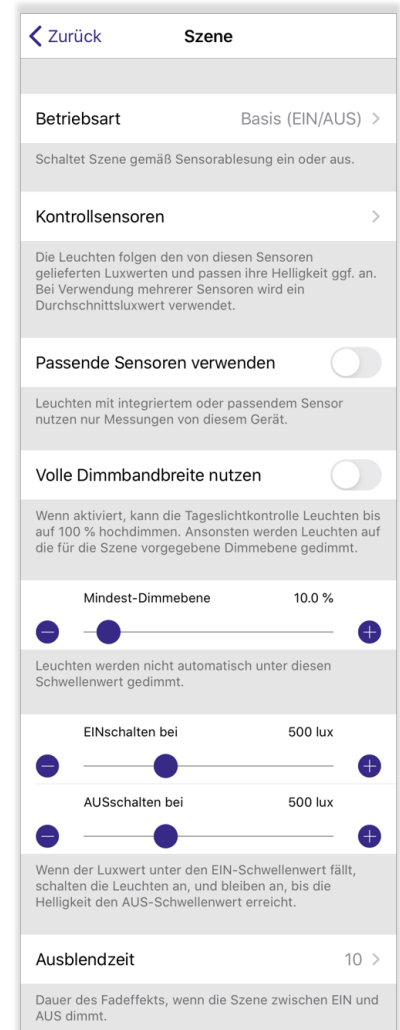 Zurück Szene
Betriebsart Basis (EIN/AUS)
Schaltet Szene gemäß Sensorablesung ein oder aus.
Kontrollsensoren
Die Leuchten folgen den von diesen Sensoren
gelieferten Luxwerten und passen ihre Helligkeit ggf. an.
Bei Verwendung mehrerer Sensoren wird ein
Durchschnittsluxwert verwendet.
Passende Sensoren verwenden
Leuchten mit integriertem oder passendem Sensor
nutzen nur Messungen von diesem Gerät.
Volle Dimmbandbreite nutzen
Wenn aktiviert, kann die Tageslichtkontrolle Leuchten bis
auf 100 % hochdimmen. Ansonsten werden Leuchten auf
die für die Szene vorgegebene Dimmebene gedimmt.
Mindest-Dimmebene 10.0 %
Leuchten werden nicht automatisch unter diesen
Schwellenwert gedimmt.
EINschalten bei 500 lux
AUSschalten bei 500 lux
Wenn der Luxwert unter den EIN-Schwellenwert fällt,
schalten die Leuchten an, und bleiben an, bis die
Helligkeit den AUS-Schwellenwert erreicht.
Ausblendzeit 10
Dauer des Fadeffekts, wenn die Szene zwischen EIN und
AUS dimmt.